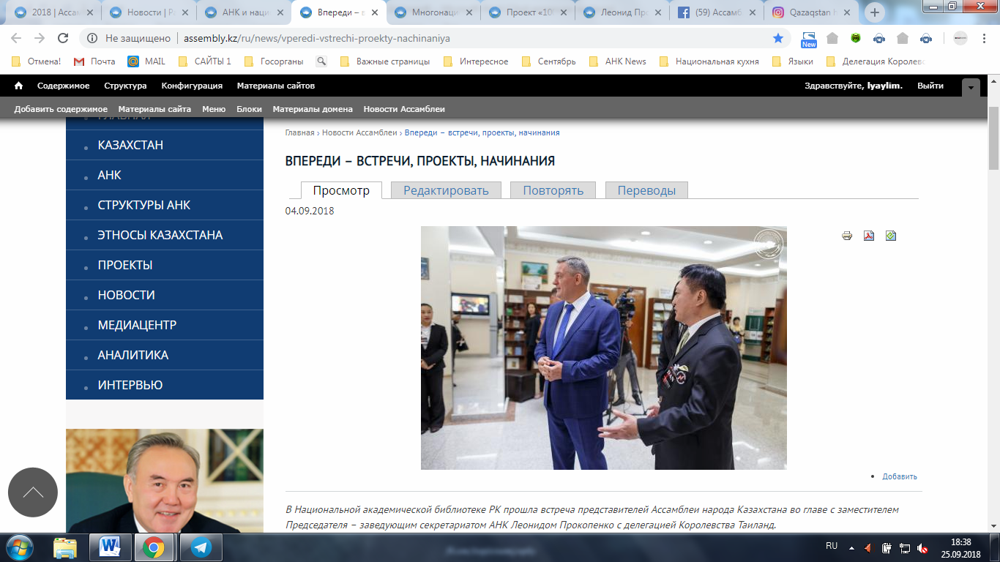 2018 | Асса
Новости | Ра
АНК и наци
Впереди – в
Многонаци
Проект «10
Леонид Про
(59) Ассамб
Qazaqstan h
Не защищено | assembly.kz/ru/news/vperedi-vstrechi-proekty-nachinaniya
New
Отмена!
Почта
MAIL
САЙТЫ 1
Госорганы
Важные страницы
Интересное
Сентябрь
АНК News
Национальная кухня
Языки
Делегация Королевс
Содержимое Структура Конфигурация Материалы сайтов
Здравствуйте, lyaylim. Выйти
Добавить содержимое Материалы сайта Меню Блоки Материалы домена Новости Ассамблеи
ГЛАВНАЯ
КАЗАХСТАН
АНК
СТРУКТУРЫ АНК
ЭТНОСЫ КАЗАХСТАНА
ПРОЕКТЫ
НОВОСТИ
МЕДИАЦЕНТР
АНАЛИТИКА
ИНТЕРВЬЮ
Главная › Новости Ассамблеи › Впереди – встречи, проекты, начинания
ВПЕРЕДИ – ВСТРЕЧИ, ПРОЕКТЫ, НАЧИНАНИЯ
Просмотр Редактировать Повторять Переводы
04.09.2018
Добавить
В Национальной академической библиотеке РК прошла встреча представителей Ассамблеи народа Казахстана во главе с заместителем
Председателя – заведующим секретариатом АНК Леонидом Прокопенко с делегацией Королевства Таиланд.
RU
18:38
25.09.2018